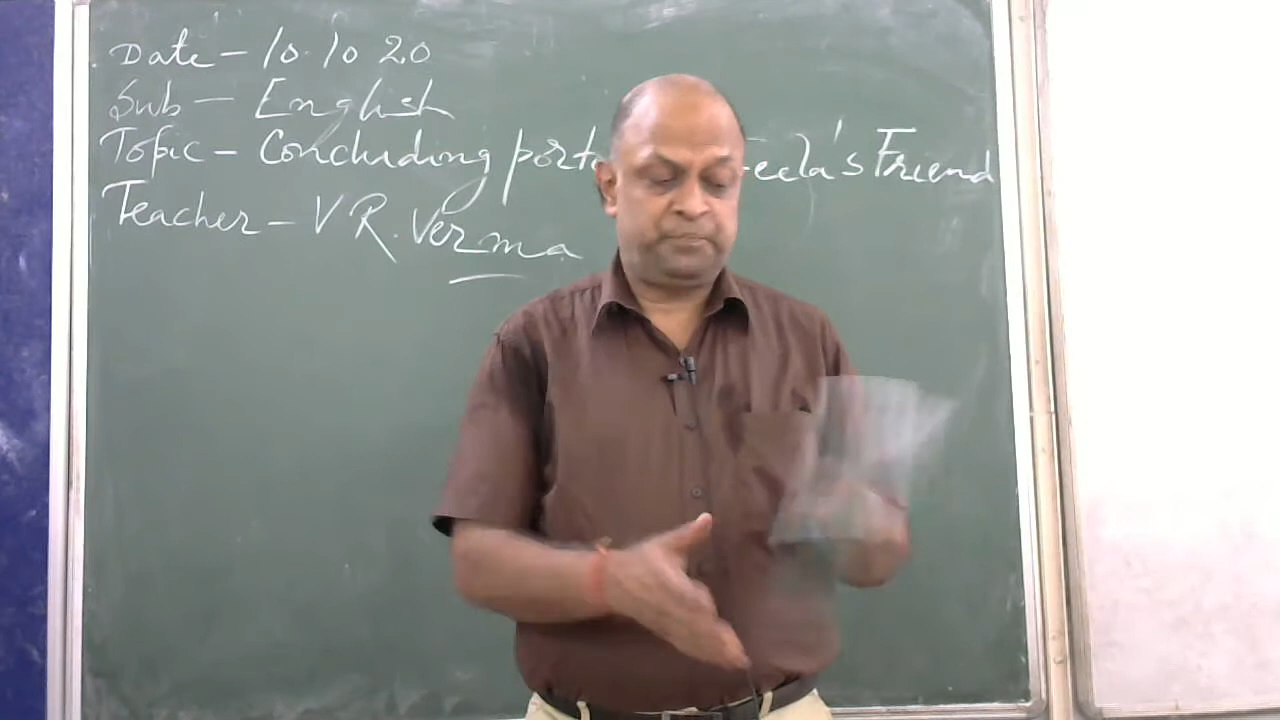 Date - 10.10 20
Sub - English
Topic - Concluding port eela's Friend
Teacher - V R. Verma